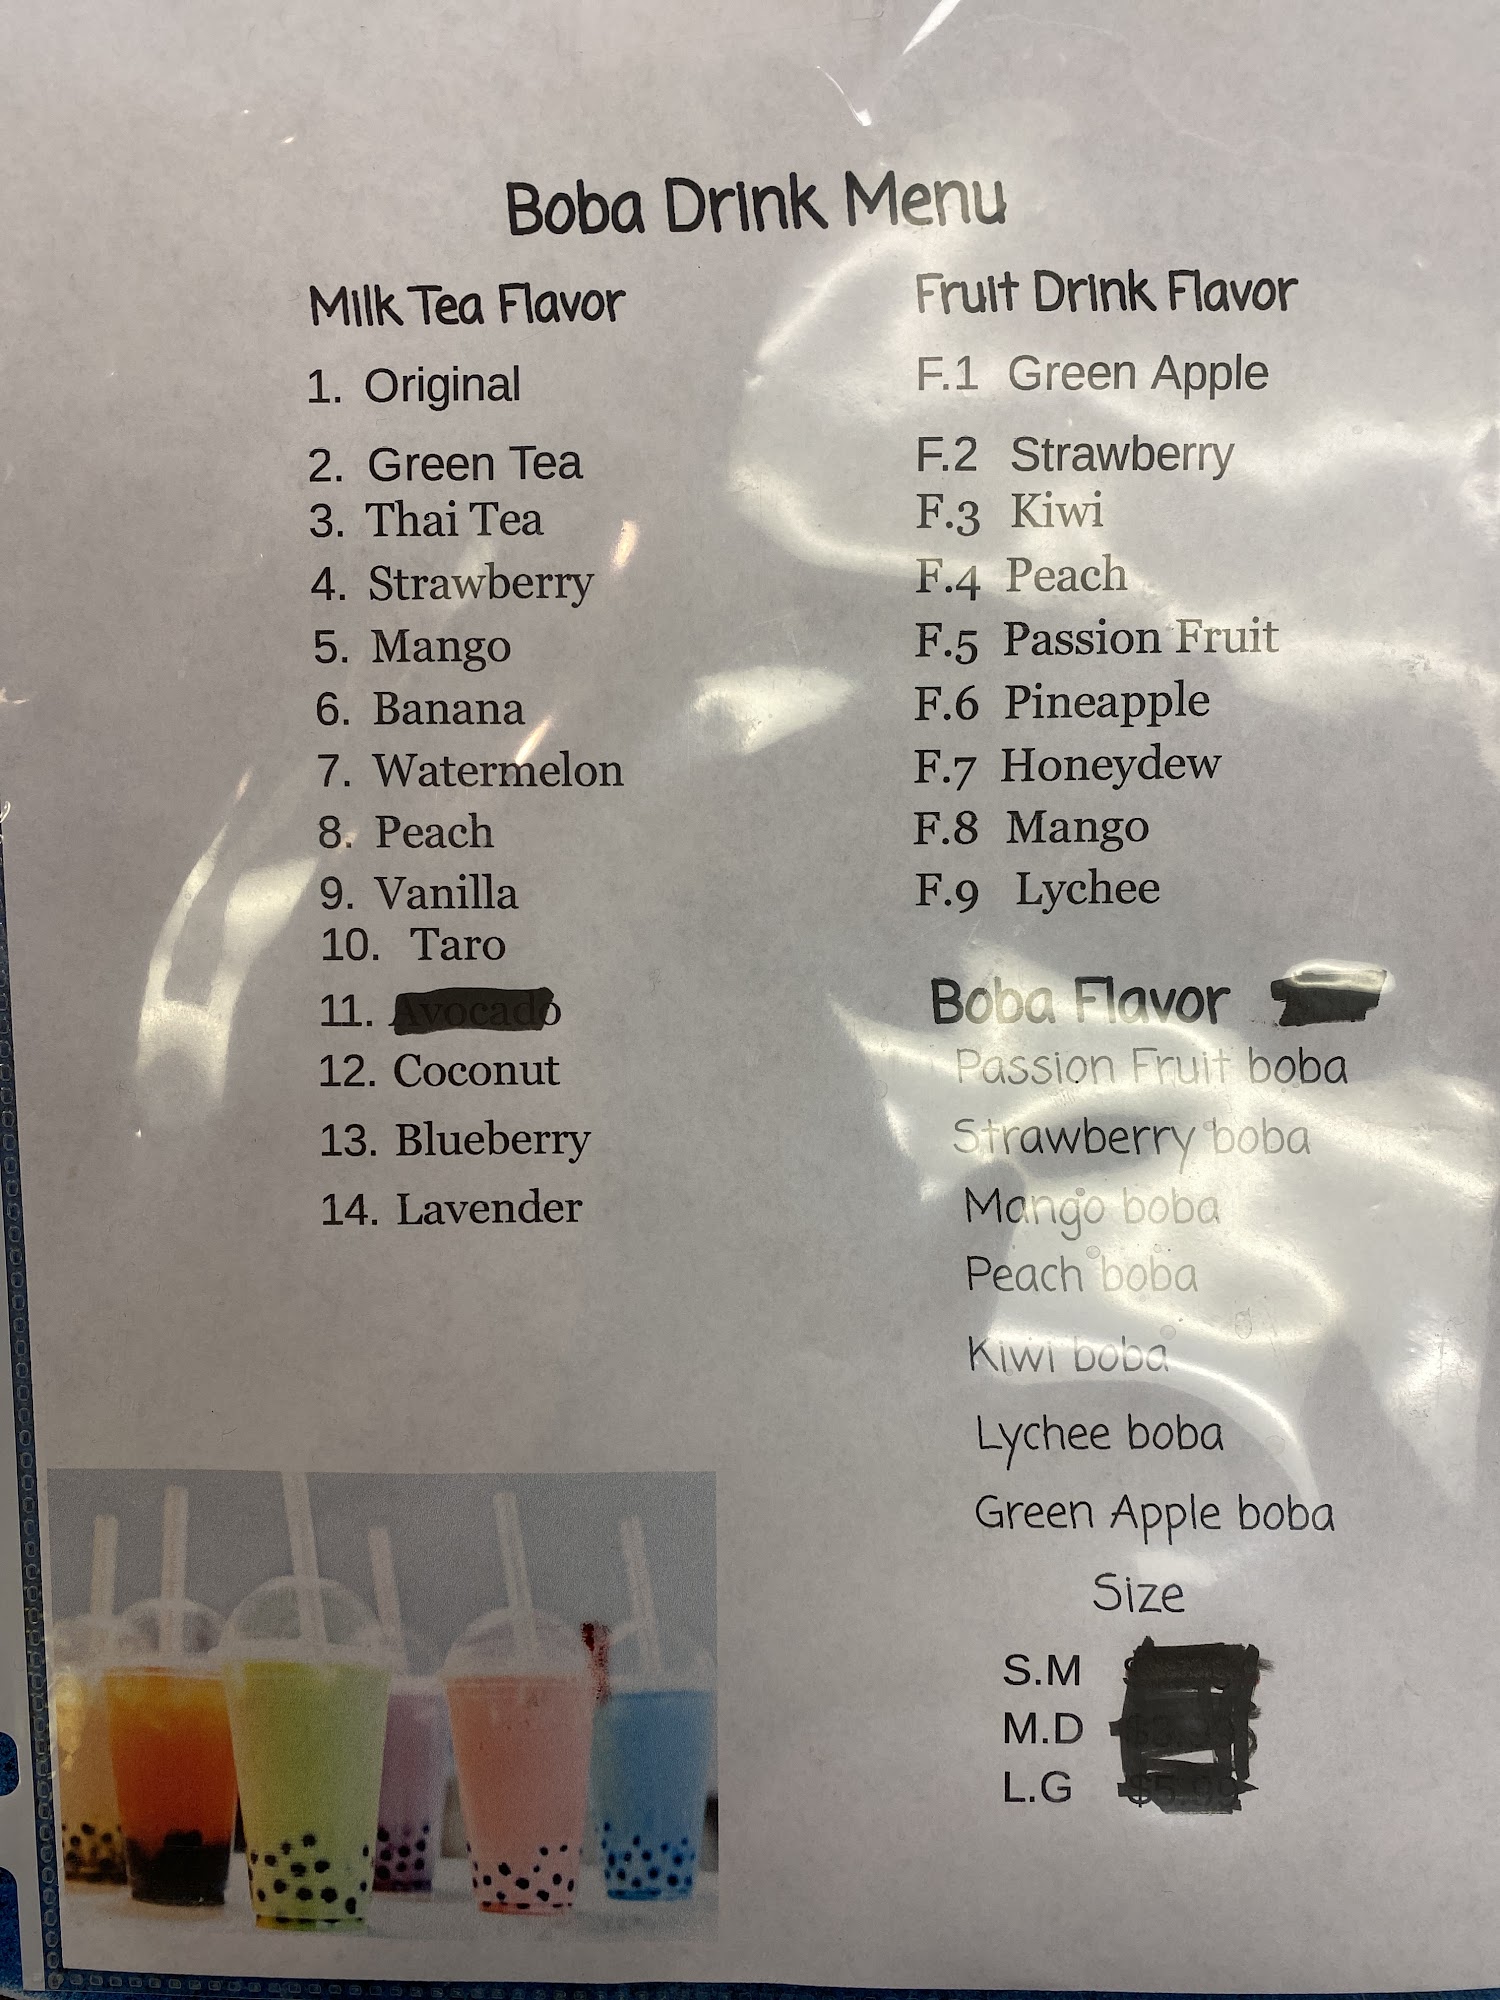 Boba Drink Menu
Milk Tea Flavor
1. Original
2. Green Tea
3. Thai Tea
4. Strawberry
5. Mango
6. Banana
7. Watermelon
8. Peach
9. Vanilla
10. Taro
11. Avocado
12. Coconut
13. Blueberry
14. Lavender
Fruit Drink Flavor
F.1 Green Apple
F.2 Strawberry
F.3 Kiwi
F.4 Peach
F.5 Passion Fruit
F.6 Pineapple
F.7 Honeydew
F.8 Mango
F.9 Lychee
Boba Flavor
Passion Fruit boba
Strawberry boba
Mango boba
Peach boba
Kiwi boba
Lychee boba
Green Apple boba
Size
S.M
M.D
L.G $5.99